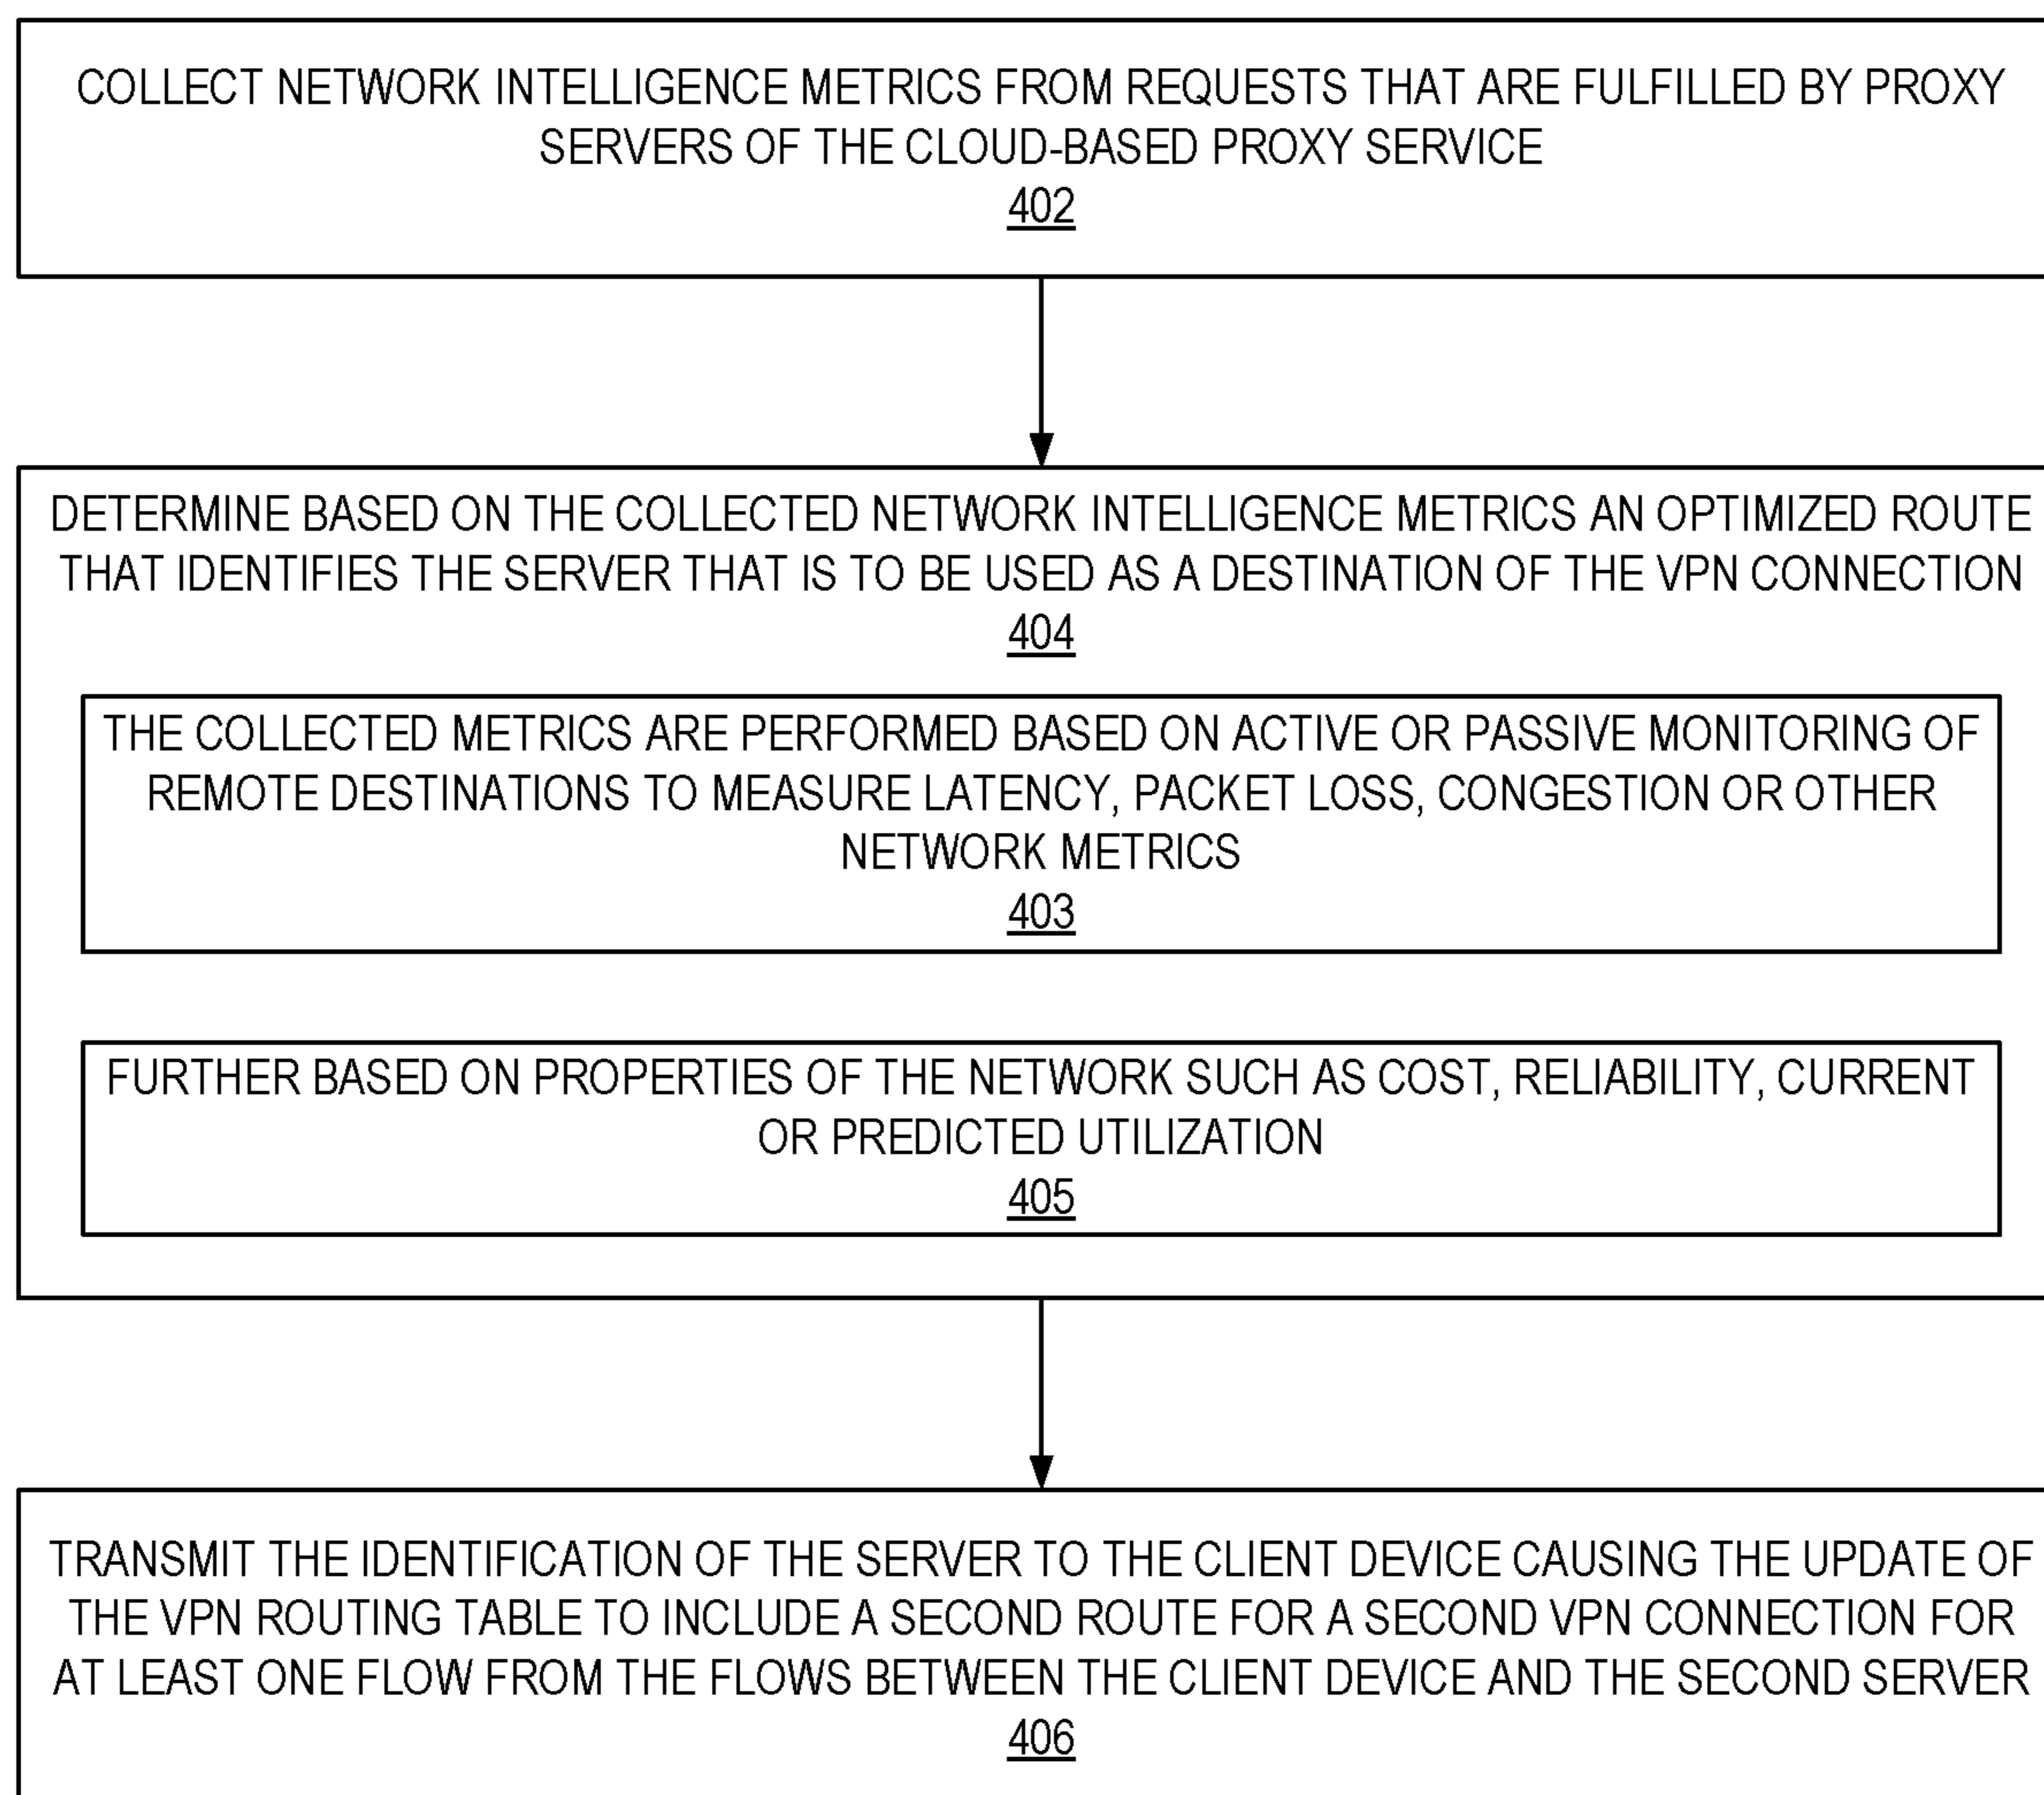 COLLECT NETWORK INTELLIGENCE METRICS FROM REQUESTS THAT ARE FULFILLED BY PROXY
SERVERS OF THE CLOUD-BASED PROXY SERVICE
402
DETERMINE BASED ON THE COLLECTED NETWORK INTELLIGENCE METRICS AN OPTIMIZED ROUTE
THAT IDENTIFIES THE SERVER THAT IS TO BE USED AS A DESTINATION OF THE VPN CONNECTION
404
THE COLLECTED METRICS ARE PERFORMED BASED ON ACTIVE OR PASSIVE MONITORING OF
REMOTE DESTINATIONS TO MEASURE LATENCY, PACKET LOSS, CONGESTION OR OTHER
NETWORK METRICS
403
FURTHER BASED ON PROPERTIES OF THE NETWORK SUCH AS COST, RELIABILITY, CURRENT
OR PREDICTED UTILIZATION
405
TRANSMIT THE IDENTIFICATION OF THE SERVER TO THE CLIENT DEVICE CAUSING THE UPDATE OF
THE VPN ROUTING TABLE TO INCLUDE A SECOND ROUTE FOR A SECOND VPN CONNECTION FOR
AT LEAST ONE FLOW FROM THE FLOWS BETWEEN THE CLIENT DEVICE AND THE SECOND SERVER
406